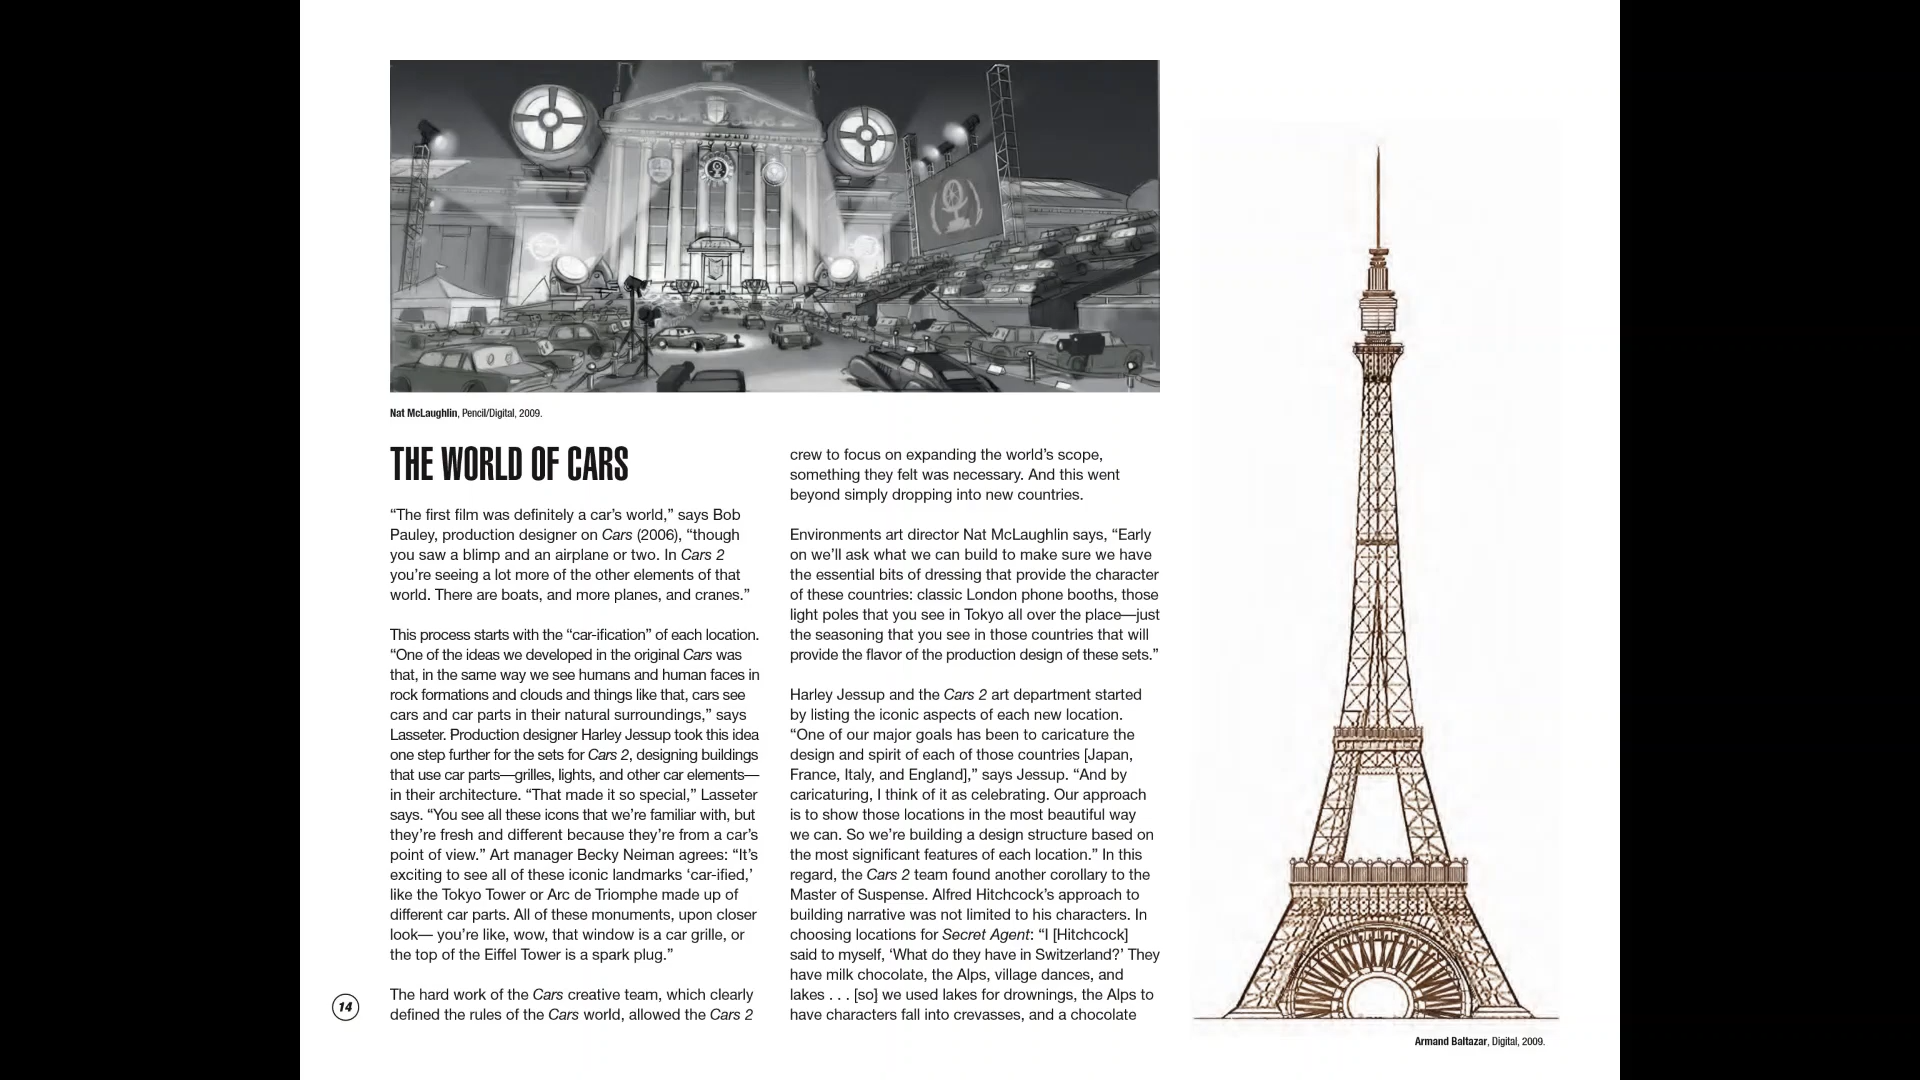 Nat McLaughlin, Pencil/Digital, 2009.
THE WORLD OF CARS
“The first film was definitely a car’s world,” says Bob
Pauley, production designer on Cars (2006), “though
you saw a blimp and an airplane or two. In Cars 2
you’re seeing a lot more of the other elements of that
world. There are boats, and more planes, and cranes.”
This process starts with the “car-ification” of each location.
“One of the ideas we developed in the original Cars was
that, in the same way we see humans and human faces in
rock formations and clouds and things like that, cars see
cars and car parts in their natural surroundings,” says
Lasseter. Production designer Harley Jessup took this idea
one step further for the sets for Cars 2, designing buildings
that use car parts—grilles, lights, and other car elements—
in their architecture. “That made it so special,” Lasseter
says. “You see all these icons that we’re familiar with, but
they’re fresh and different because they’re from a car’s
point of view.” Art manager Becky Neiman agrees: “It’s
exciting to see all of these iconic landmarks ‘car-ified,’
like the Tokyo Tower or Arc de Triomphe made up of
different car parts. All of these monuments, upon closer
look— you’re like, wow, that window is a car grille, or
the top of the Eiffel Tower is a spark plug.”
The hard work of the Cars creative team, which clearly
defined the rules of the Cars world, allowed the Cars 2
crew to focus on expanding the world’s scope,
something they felt was necessary. And this went
beyond simply dropping into new countries.
Environments art director Nat McLaughlin says, “Early
on we’ll ask what we can build to make sure we have
the essential bits of dressing that provide the character
of these countries: classic London phone booths, those
light poles that you see in Tokyo all over the place—just
the seasoning that you see in those countries that will
provide the flavor of the production design of these sets.”
Harley Jessup and the Cars 2 art department started
by listing the iconic aspects of each new location.
“One of our major goals has been to caricature the
design and spirit of each of those countries [Japan,
France, Italy, and England],” says Jessup. “And by
caricaturing, I think of it as celebrating. Our approach
is to show those locations in the most beautiful way
we can. So we’re building a design structure based on
the most significant features of each location.” In this
regard, the Cars 2 team found another corollary to the
Master of Suspense. Alfred Hitchcock’s approach to
building narrative was not limited to his characters. In
choosing locations for Secret Agent: “I [Hitchcock]
said to myself, ‘What do they have in Switzerland?’ They
have milk chocolate, the Alps, village dances, and
lakes . . . [so] we used lakes for drownings, the Alps to
have characters fall into crevasses, and a chocolate
14
Armand Baltazar, Digital, 2009.